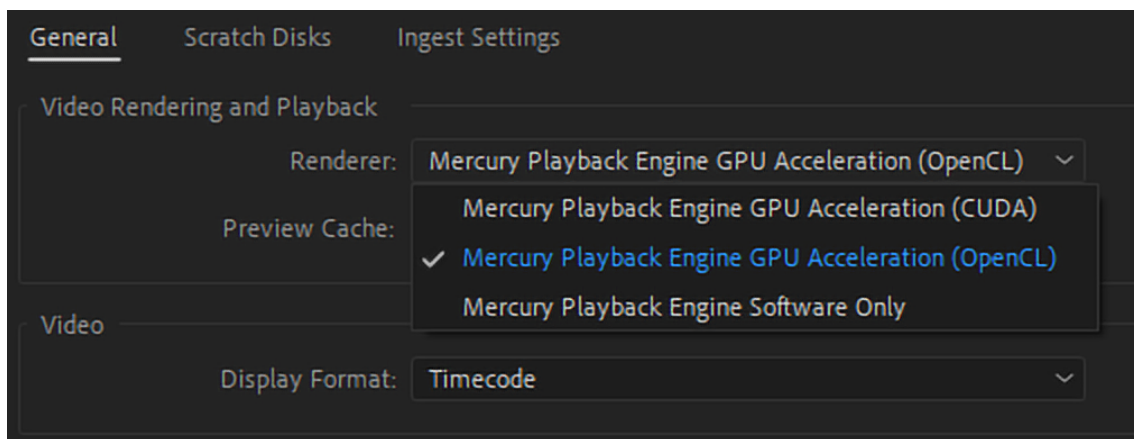 General Scratch Disks Ingest Settings
Video Rendering and Playback
Renderer: Mercury Playback Engine GPU Acceleration (OpenCL)
Mercury Playback Engine GPU Acceleration (CUDA)
Preview Cache:
Mercury Playback Engine GPU Acceleration (OpenCL)
Mercury Playback Engine Software Only
Video
Display Format: Timecode